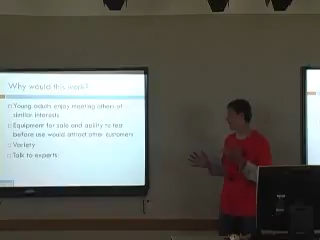 Why would this work?
Young adults enjoy meeting others of
similar interests
Equipment for sale and ability to test
before use would attract other customers
Variety
Talk to experts